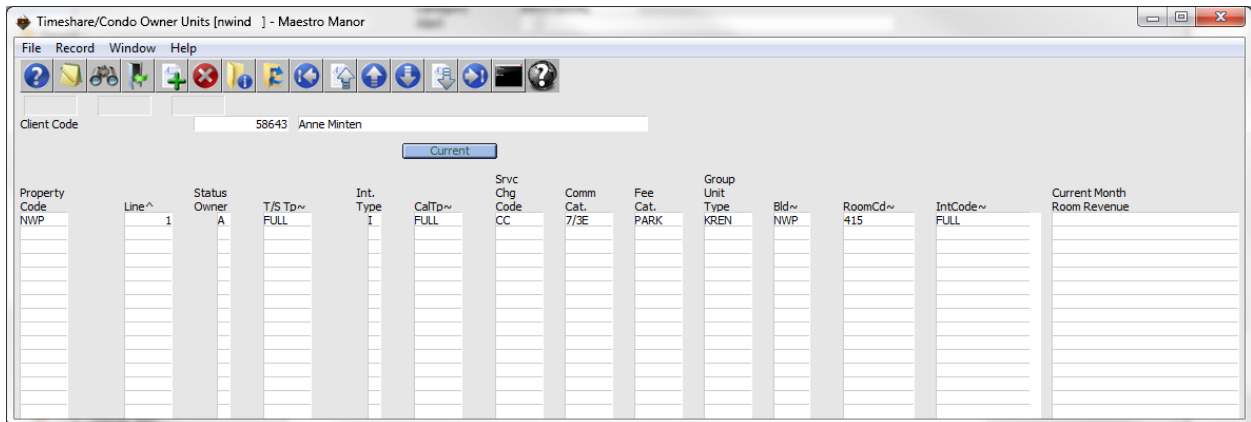 Timeshare/Condo Owner Units [nwind ] - Maestro Manor
File Record Window Help
Client Code 58643 Anne Minten
Current
Property Code Line^ Status Owner T/S Tp~ Int. Type CalTp~ Srvc Chg Code Comm Cat. Fee Cat. Group Unit Type Bld~ RoomCd~ IntCode~ Current Month Room Revenue
NWP 1 A FULL I FULL CC 7/3E PARK KREN NWP 415 FULL